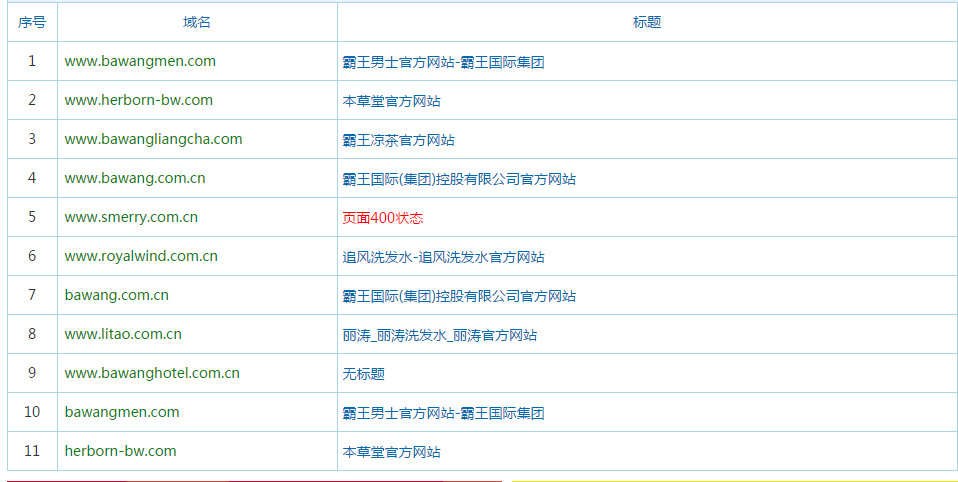 序号 域名 标题
1 www.bawangmen.com 霸王男士官方网站-霸王国际集团
2 www.herborn-bw.com 本草堂官方网站
3 www.bawangliangcha.com 霸王凉茶官方网站
4 www.bawang.com.cn 霸王国际(集团)控股有限公司官方网站
5 www.smerry.com.cn 页面400状态
6 www.royalwind.com.cn 追风洗发水-追风洗发水官方网站
7 bawang.com.cn 霸王国际(集团)控股有限公司官方网站
8 www.litao.com.cn 丽涛_丽涛洗发水_丽涛官方网站
9 www.bawanghotel.com.cn 无标题
10 bawangmen.com 霸王男士官方网站-霸王国际集团
11 herborn-bw.com 本草堂官方网站